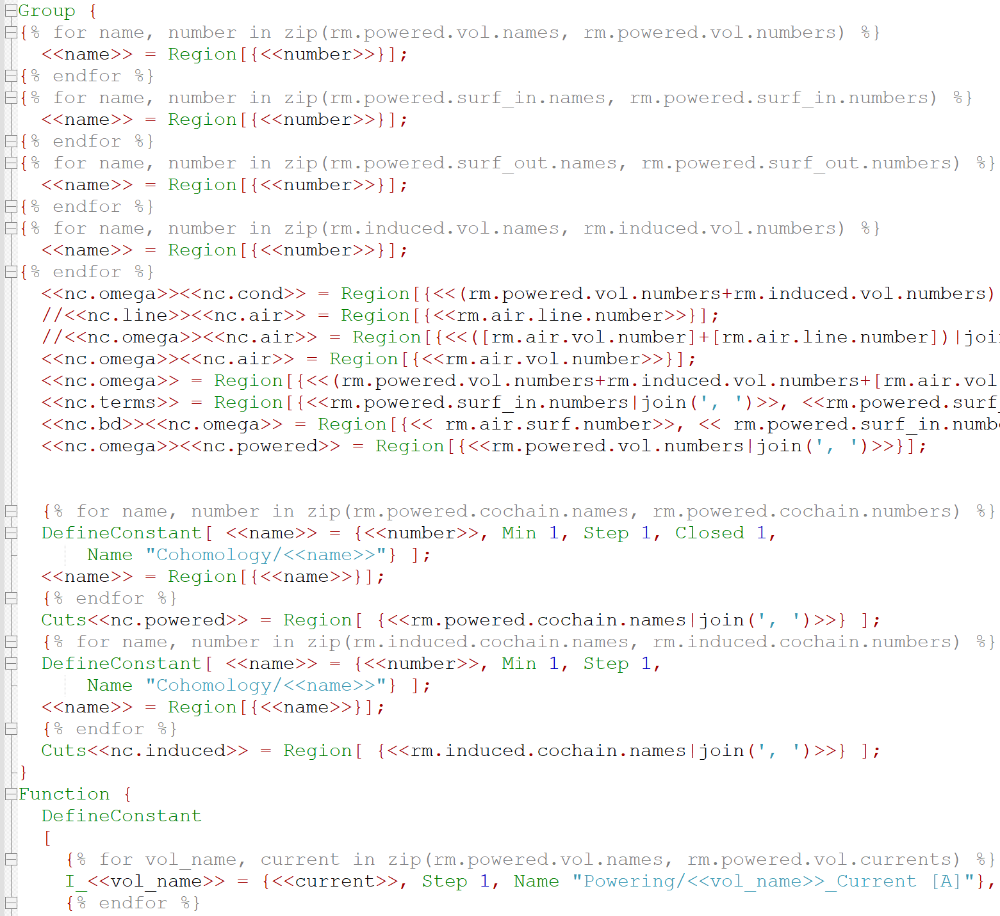 Group {
{% for name, number in zip(rm.powered.vol.names, rm.powered.vol.numbers) %}
  <<name>> = Region[{<<number>>}];
{% endfor %}
{% for name, number in zip(rm.powered.surf_in.names, rm.powered.surf_in.numbers) %}
  <<name>> = Region[{<<number>>}];
{% endfor %}
{% for name, number in zip(rm.powered.surf_out.names, rm.powered.surf_out.numbers) %}
  <<name>> = Region[{<<number>>}];
{% endfor %}
{% for name, number in zip(rm.induced.vol.names, rm.induced.vol.numbers) %}
  <<name>> = Region[{<<number>>}];
{% endfor %}
  <<nc.omega>><<nc.cond>> = Region[{<<(rm.powered.vol.numbers+rm.induced.vol.numbers)
  //<<nc.line>><<nc.air>> = Region[{<<rm.air.line.number>>}];
  //<<nc.omega>><<nc.air>> = Region[{<<([rm.air.vol.number]+[rm.air.line.number])|joi
  <<nc.omega>><<nc.air>> = Region[{<<rm.air.vol.number>>}];
  <<nc.omega>> = Region[{<<(rm.powered.vol.numbers+rm.induced.vol.numbers+[rm.air.vol
  <<nc.terms>> = Region[{<<rm.powered.surf_in.numbers|join(', ')>>, <<rm.powered.surf_
  <<nc.bd>><<nc.omega>> = Region[{<< rm.air.surf.number>>, << rm.powered.surf_in.numb
  <<nc.omega>><<nc.powered>> = Region[{<<rm.powered.vol.numbers|join(', ')>>}];
  {% for name, number in zip(rm.powered.cochain.names, rm.powered.cochain.numbers) %}
  DefineConstant[ <<name>> = {<<number>>, Min 1, Step 1, Closed 1,
      Name "Cohomology/<<name>>"} ];
  <<name>> = Region[{<<name>>}];
  {% endfor %}
  Cuts<<nc.powered>> = Region[ {<<rm.powered.cochain.names|join(', ')>>} ];
  {% for name, number in zip(rm.induced.cochain.names, rm.induced.cochain.numbers) %}
  DefineConstant[ <<name>> = {<<number>>, Min 1, Step 1,
      Name "Cohomology/<<name>>"} ];
  <<name>> = Region[{<<name>>}];
  {% endfor %}
  Cuts<<nc.induced>> = Region[ {<<rm.induced.cochain.names|join(', ')>>} ];
}
Function {
  DefineConstant
  [
    {% for vol_name, current in zip(rm.powered.vol.names, rm.powered.vol.currents) %}
    I_<<vol_name>> = {<<current>>, Step 1, Name "Powering/<<vol_name>>_Current [A]"},
    {% endfor %}